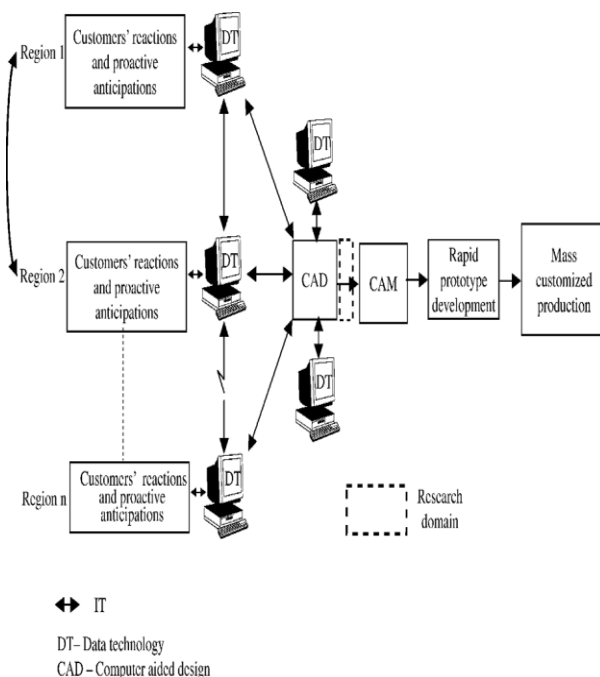 Region 1
Customers' reactions
and proactive
anticipations
DT
DT
Region 2
Customers' reactions
and proactive
anticipations
DT
CAD
CAM
Rapid
prototype
development
Mass
customized
production
DT
Region n
Customers' reactions
and proactive
anticipations
DT
Research
domain
IT
DT– Data technology
CAD – Computer aided design